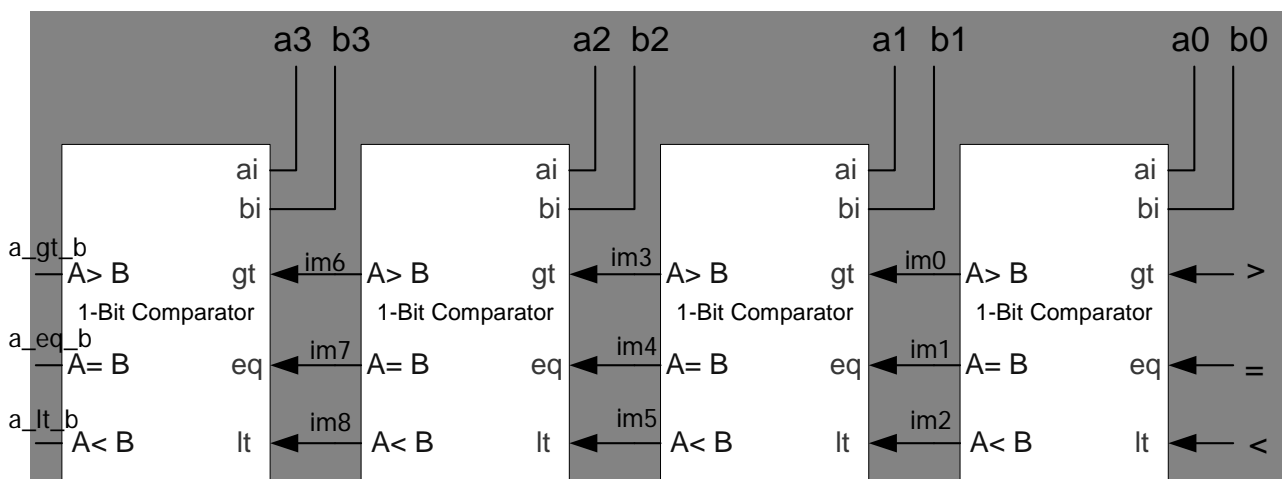 a3 b3 a2 b2 a1 b1 a0 b0
ai ai ai ai
bi bi bi bi
a_gt_b A> B gt im6 A> B gt im3 A> B gt im0 A> B gt >
1-Bit Comparator 1-Bit Comparator 1-Bit Comparator 1-Bit Comparator
a_eq_b A= B eq im7 A= B eq im4 A= B eq im1 A= B eq =
a_lt_b A< B lt im8 A< B lt im5 A< B lt im2 A< B lt <